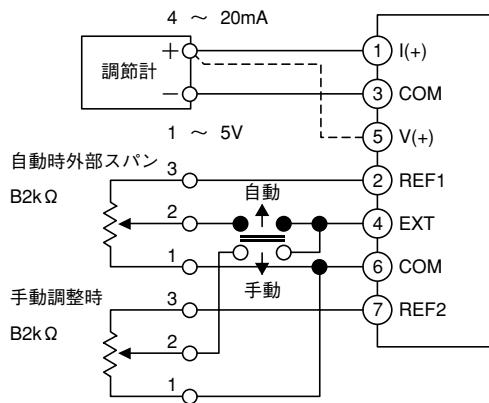 4 ～ 20mA
＋
調節計
－
1 ～ 5V
1 I(+)
3 COM
5 V(+)
2 REF1
4 EXT
6 COM
7 REF2
自動時外部スパン
B2kΩ
3
2
1
自動
手動
手動調整時
B2kΩ
3
2
1